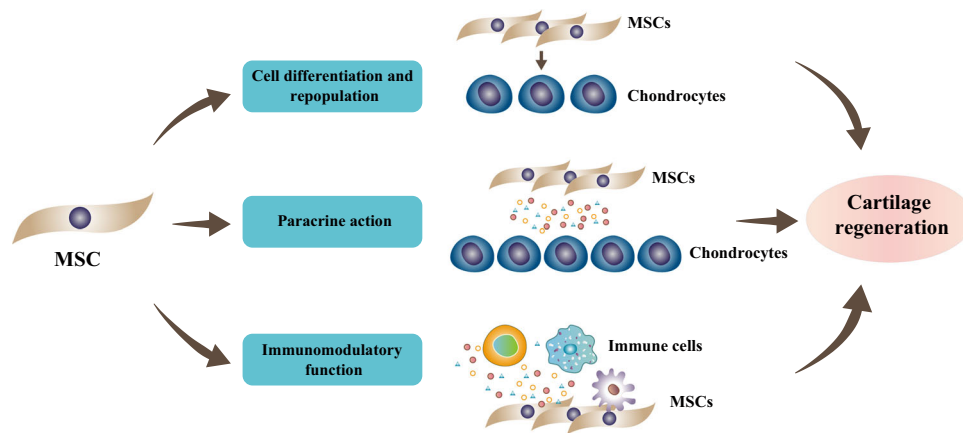 MSC
Cell differentiation and
repopulation
MSCs
Chondrocytes
Paracrine action
MSCs
Chondrocytes
Immunomodulatory
function
Immune cells
MSCs
Cartilage
regeneration